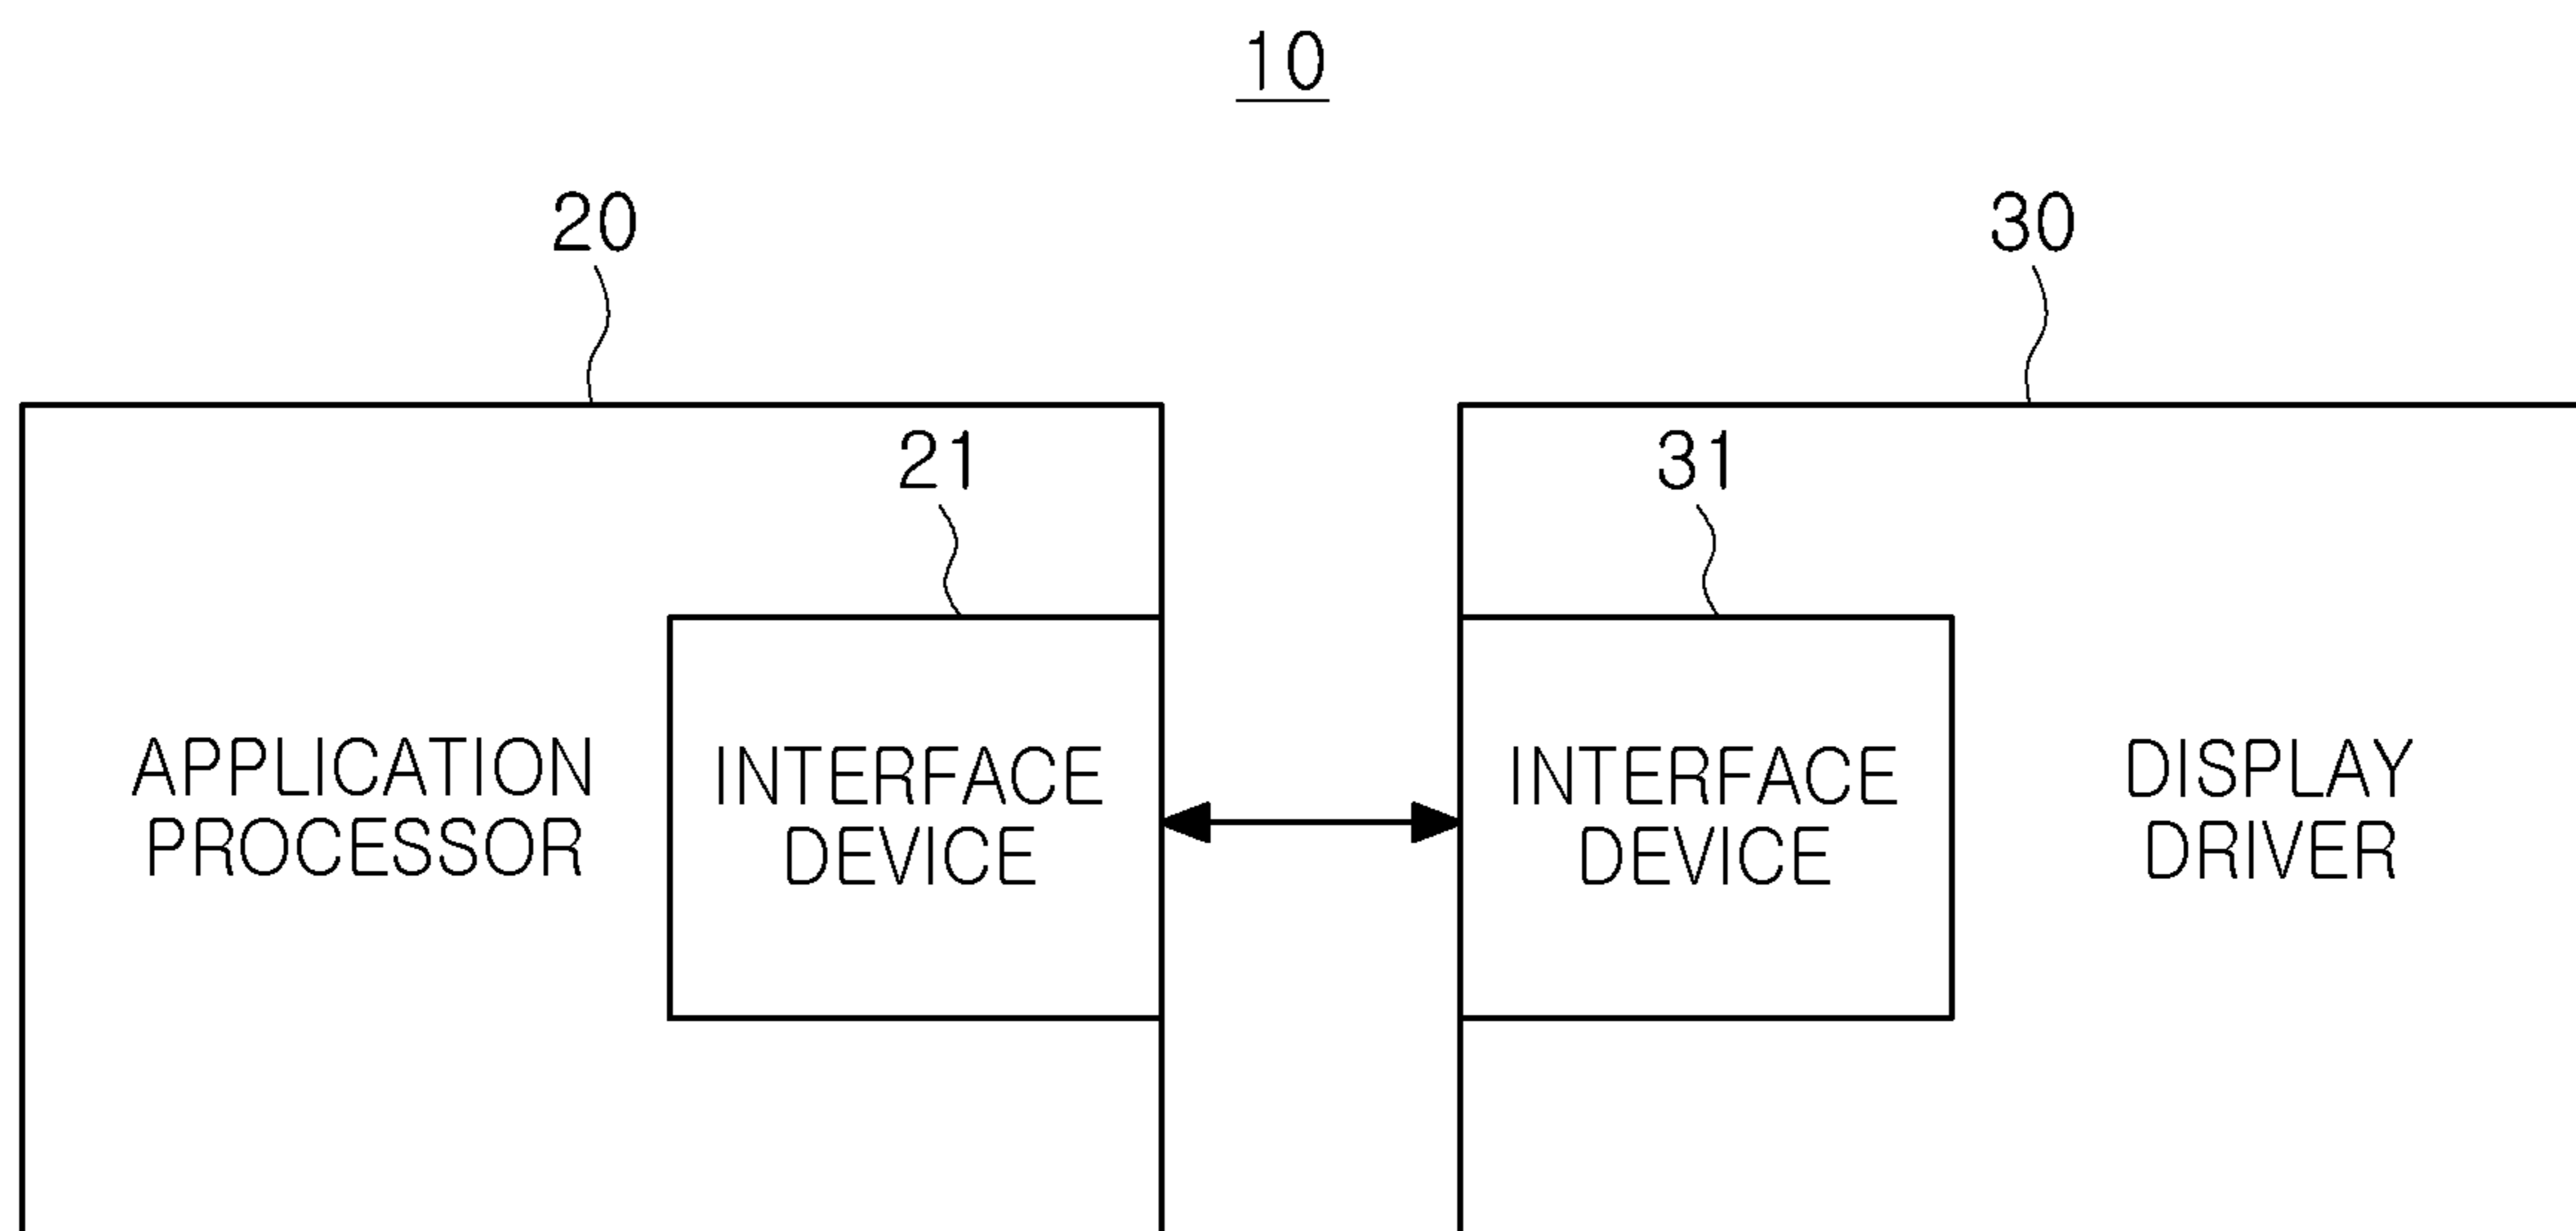 10
20
30
21
31
APPLICATION
PROCESSOR
INTERFACE
DEVICE
INTERFACE
DEVICE
DISPLAY
DRIVER